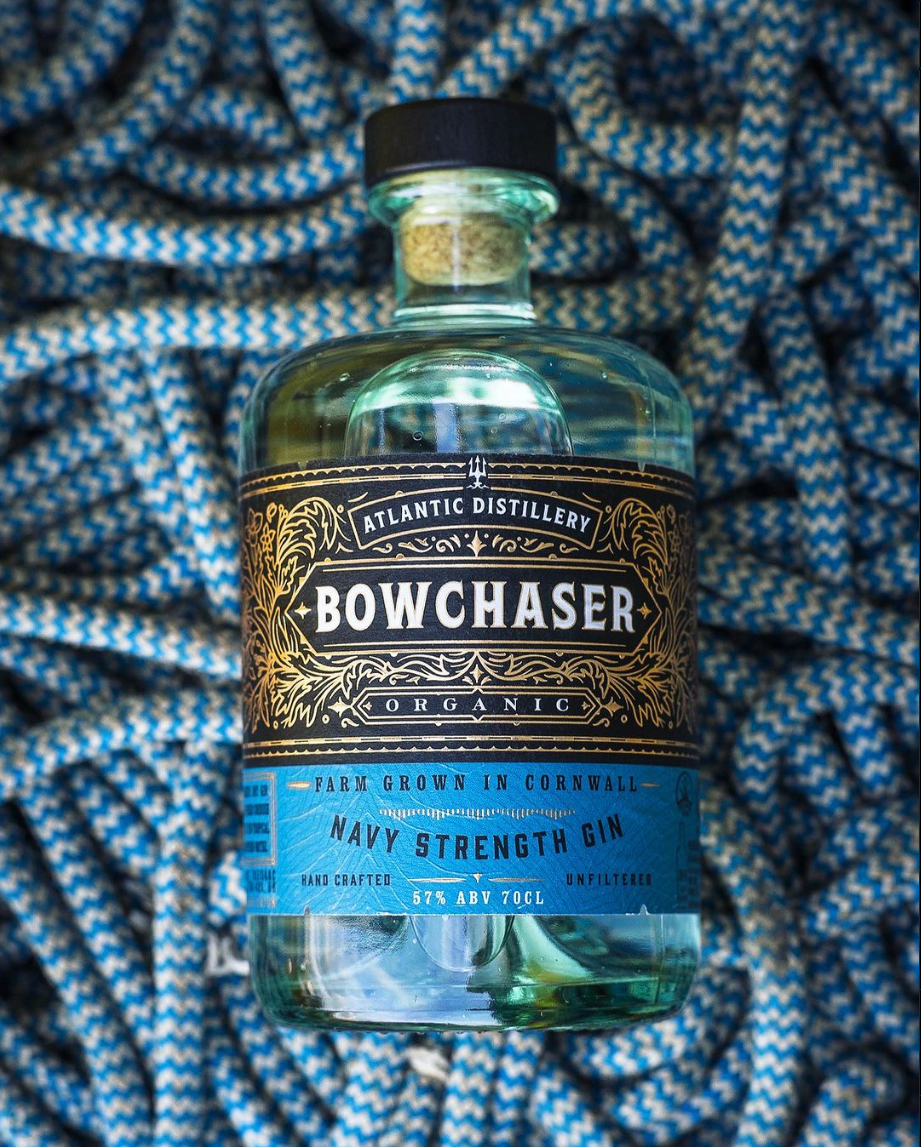 ATLANTIC DISTILLERY
BOWCHASER
ORGANIC
FARM GROWN IN CORNWALL
NAVY STRENGTH GIN
HAND CRAFTED
UNFILTERED
57% ABV 70CL